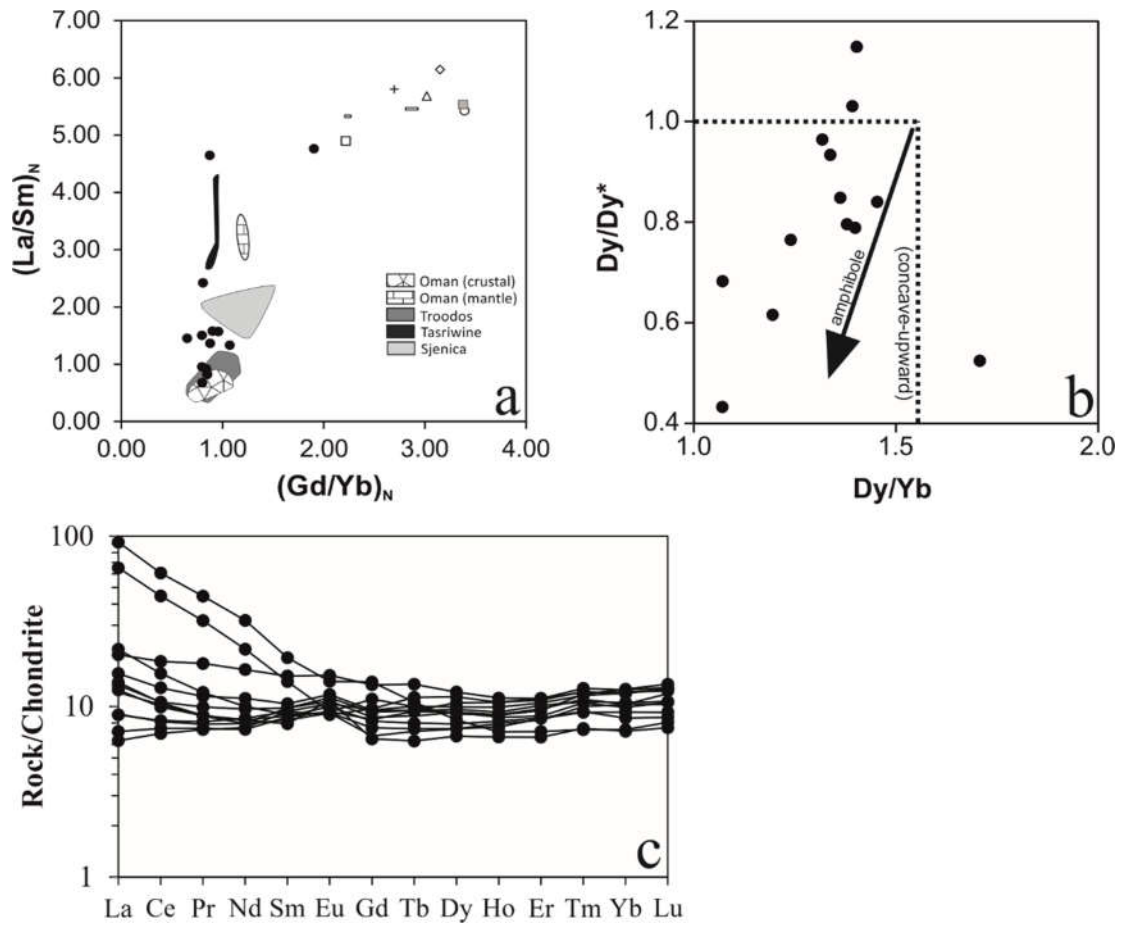 7.00
6.00
5.00
4.00
3.00
2.00
1.00
0.00
(La/Sm)N
0.00 1.00 2.00 3.00 4.00
(Gd/Yb)N
Oman (crustal)
Oman (mantle)
Troodos
Tasriwine
Sjenica
a
1.2
1.0
0.8
0.6
0.4
Dy/Dy*
amphibole
(concave-upward)
b
1.0 1.5 2.0
Dy/Yb
100
10
1
Rock/Chondrite
c
La Ce Pr Nd Sm Eu Gd Tb Dy Ho Er Tm Yb Lu